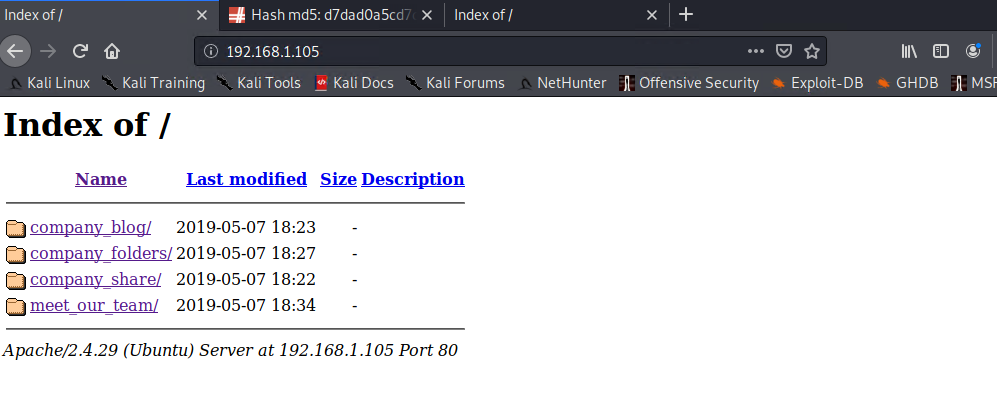 Index of / Hash md5: d7dad0a5cd7 Index of /
192.168.1.105
Kali Linux Kali Training Kali Tools Kali Docs Kali Forums NetHunter Offensive Security Exploit-DB GHDB MSF
Index of /
Name Last modified Size Description
company_blog/ 2019-05-07 18:23 -
company_folders/ 2019-05-07 18:27 -
company_share/ 2019-05-07 18:22 -
meet_our_team/ 2019-05-07 18:34 -
Apache/2.4.29 (Ubuntu) Server at 192.168.1.105 Port 80